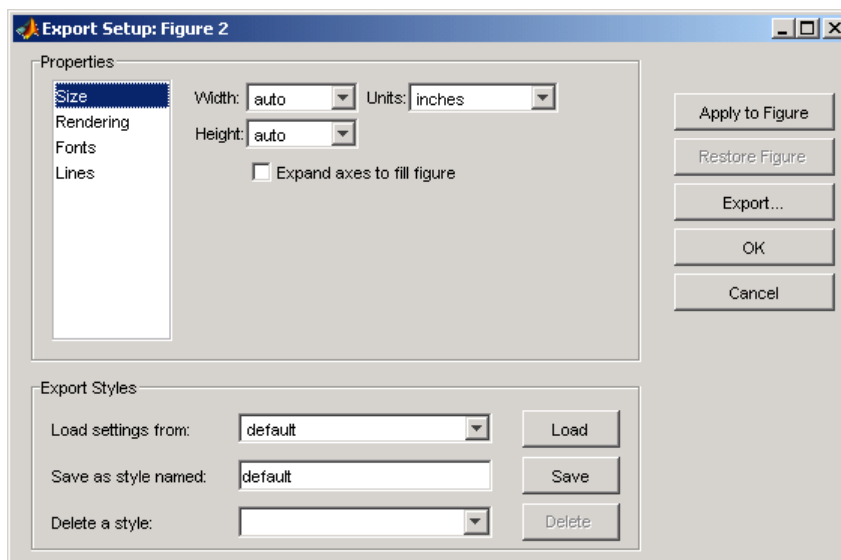 Export Setup: Figure 2
Properties
Size
Rendering
Fonts
Lines
Width: auto Units: inches
Height: auto
Expand axes to fill figure
Apply to Figure
Restore Figure
Export...
OK
Cancel
Export Styles
Load settings from: default Load
Save as style named: default Save
Delete a style: Delete